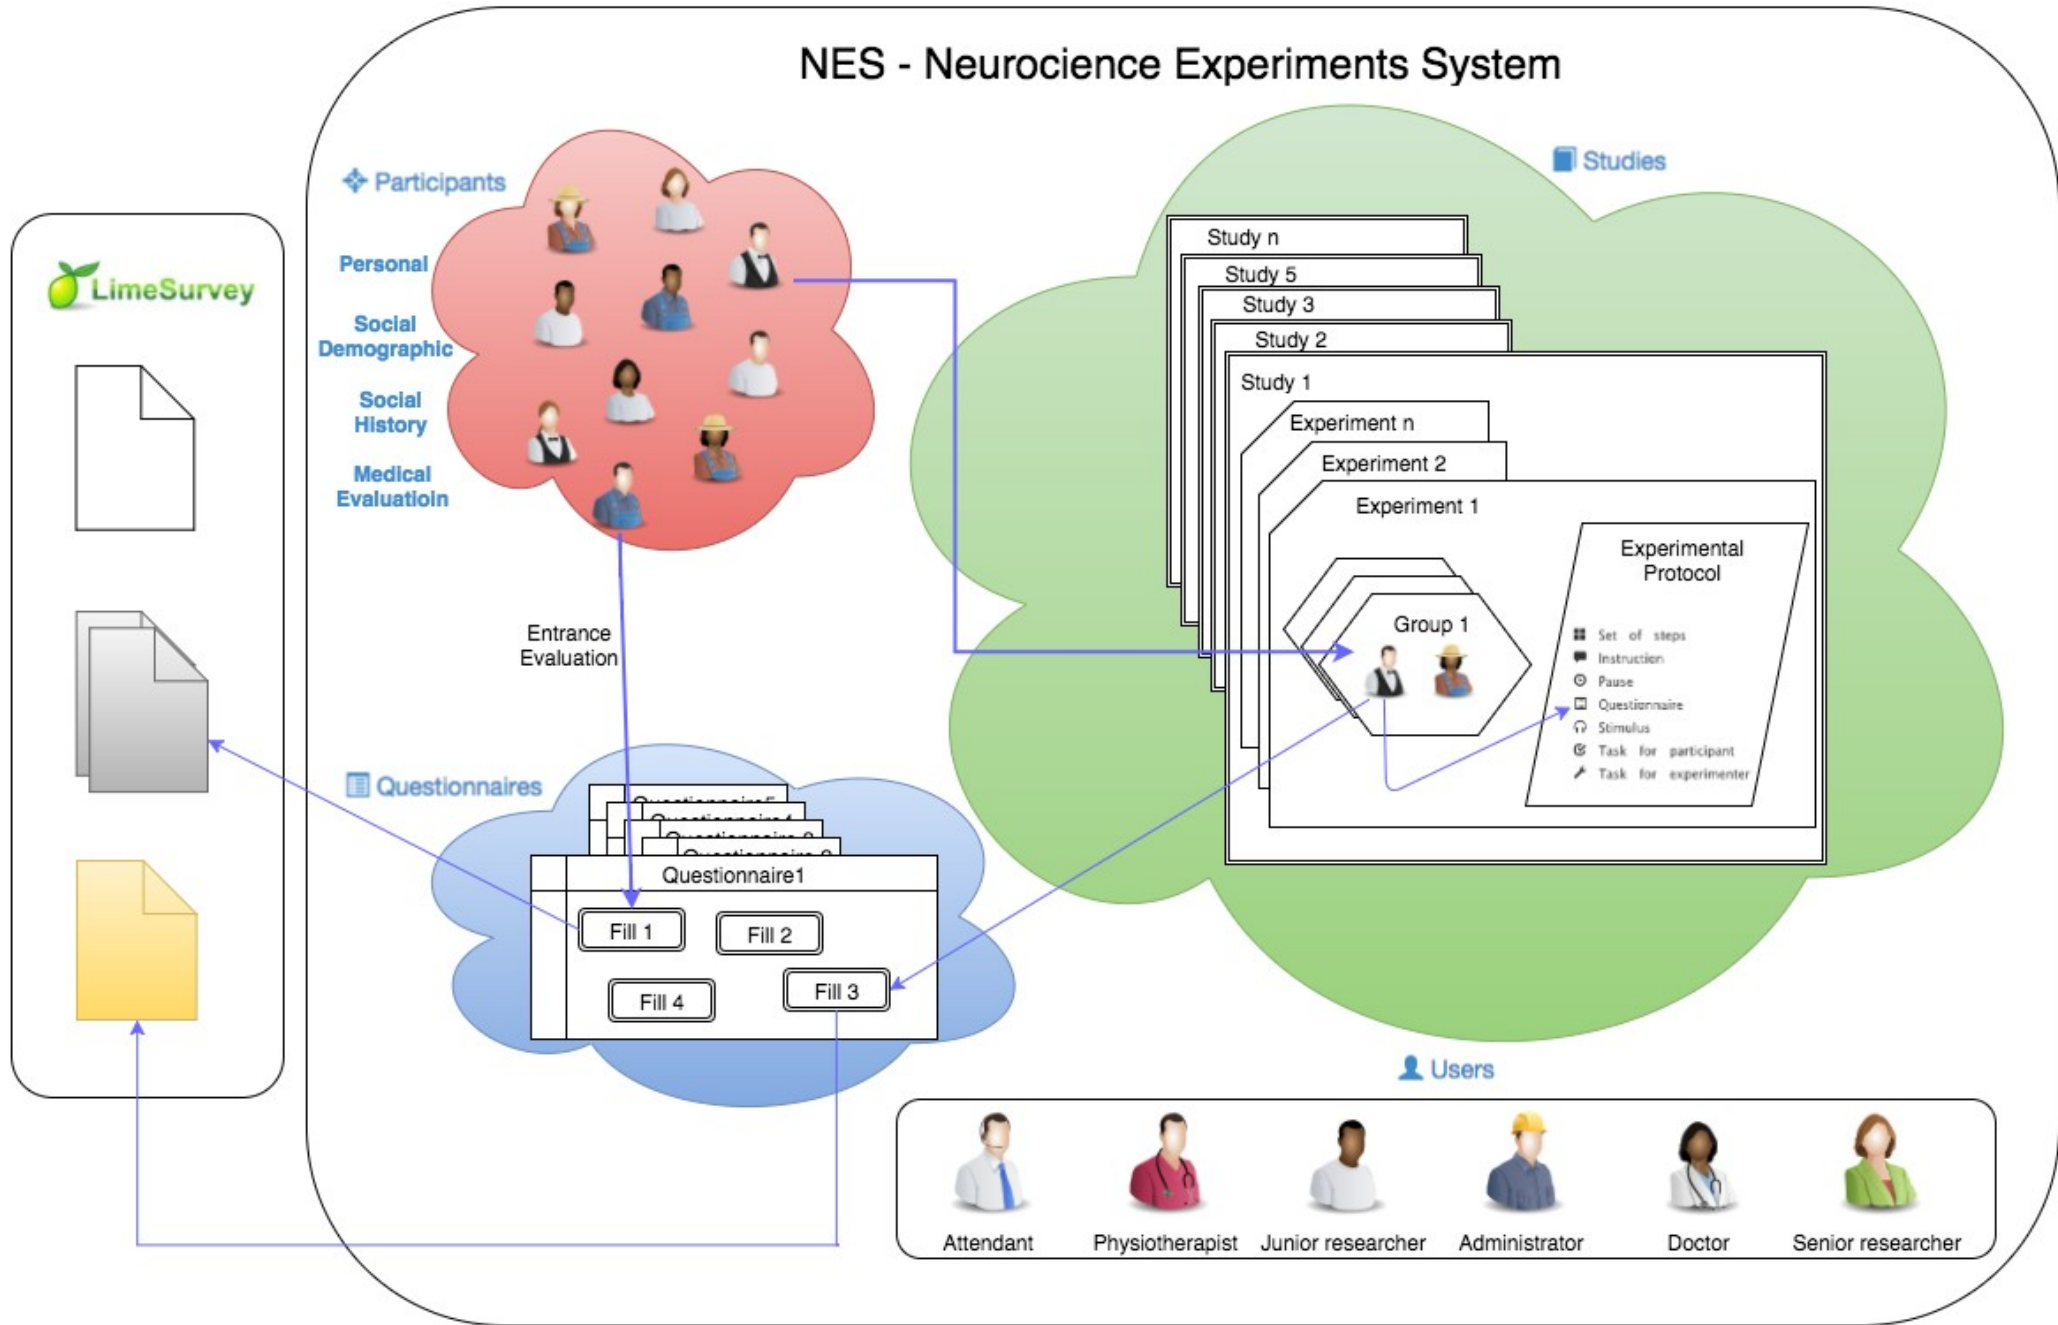 NES - Neurocience Experiments System
LimeSurvey
Participants
Personal
Social
Demographic
Social
History
Medical
Evaluatioin
Entrance
Evaluation
Questionnaires
Questionnaire1
Fill 1
Fill 2
Fill 4
Fill 3
Studies
Study n
Study 5
Study 3
Study 2
Study 1
Experiment n
Experiment 2
Experiment 1
Group 1
Experimental
Protocol
Set of steps
Instruction
Pause
Questionnaire
Stimulus
Task for participant
Task for experimenter
Users
Attendant
Physiotherapist
Junior researcher
Administrator
Doctor
Senior researcher